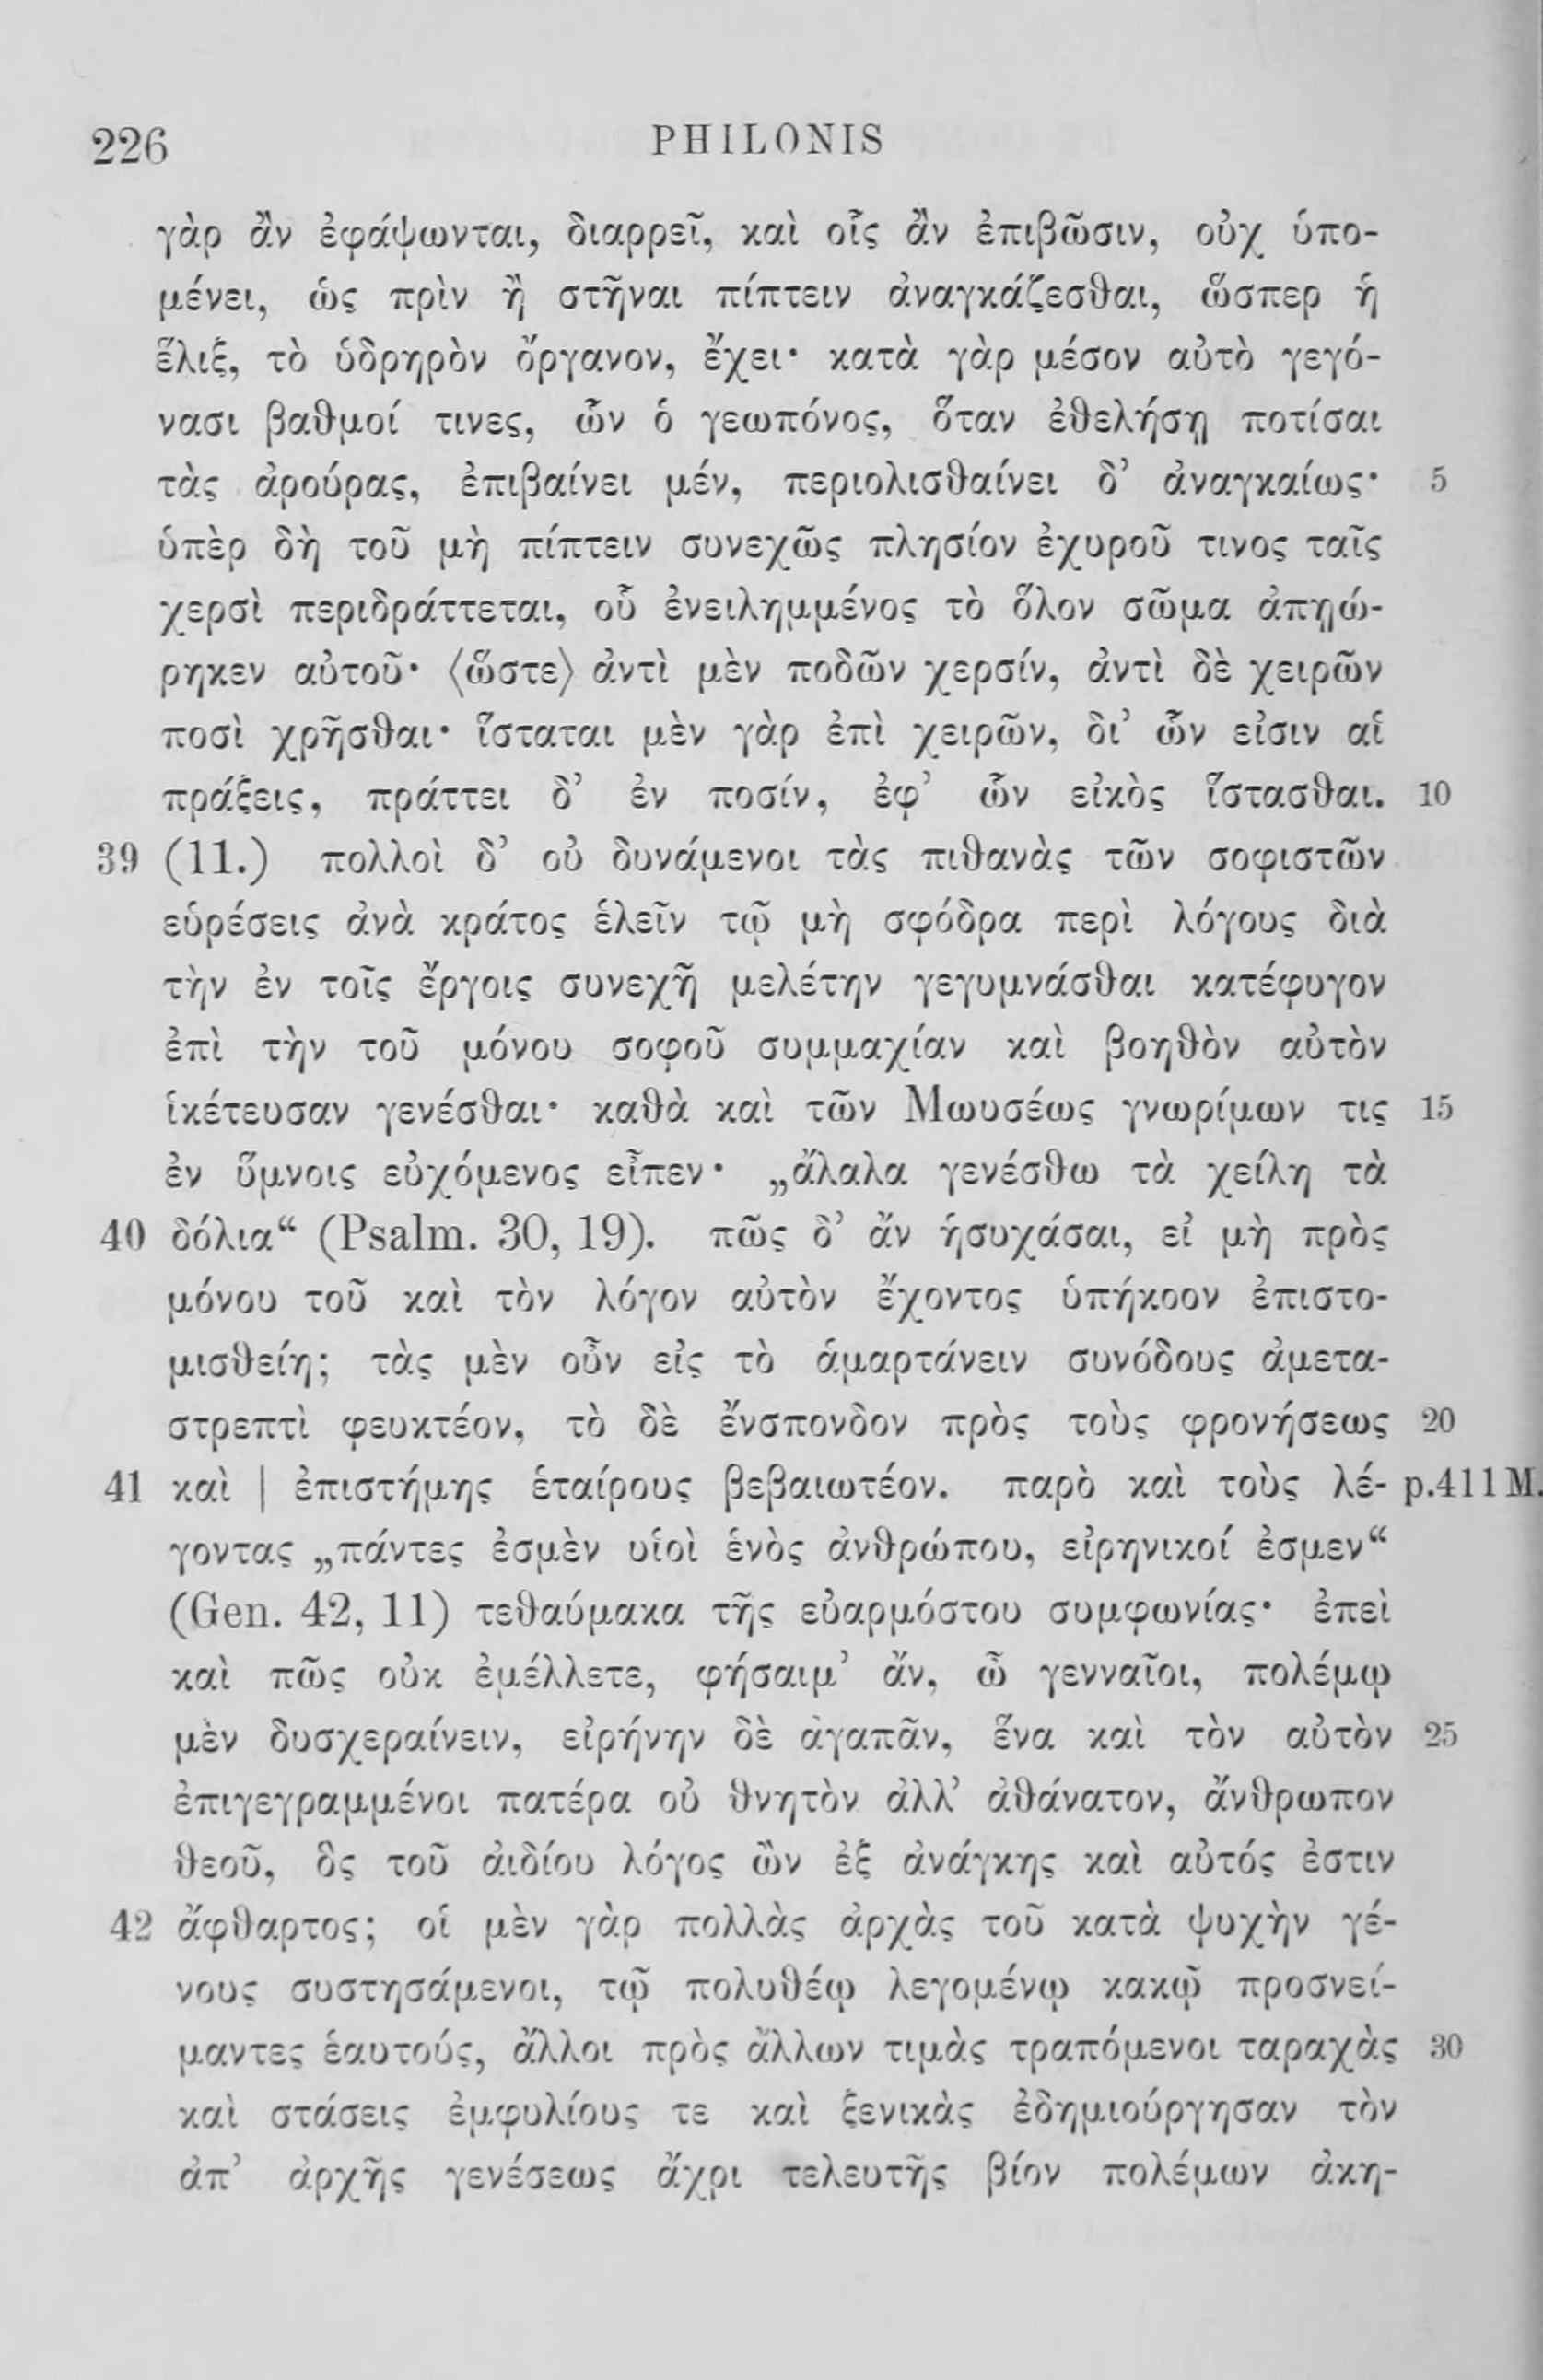 226 PHILONIS
γὰρ ἂν ἐφάψωνται, διαρρεῖ, καὶ οἷς ἂν ἐπιβῶσιν, οὐχ ὑπο-
μένει, ὡς πρὶν ἢ στῆναι πίπτειν ἀναγκάζεσθαι, ὥσπερ ἡ
ἕλιξ, τὸ ὑδρηρὸν ὄργανον, ἔχει· κατὰ γὰρ μέσον αὐτὸ γεγό-
νασι βαθμοί τινες, ὧν ὁ γεωπόνος, ὅταν ἐθελήσῃ ποτίσαι
τὰς ἀρούρας, ἐπιβαίνει μέν, περιολισθαίνει δ’ ἀναγκαίως· 5
ὑπὲρ δὴ τοῦ μὴ πίπτειν συνεχῶς πλησίον ἐχυροῦ τινος ταῖς
χερσὶ περιδράττεται, οὗ ἐνειλημμένος τὸ ὅλον σῶμα ἀπῃώ-
ρηκεν αὐτοῦ· ⟨ὥστε⟩ ἀντὶ μὲν ποδῶν χερσίν, ἀντὶ δὲ χειρῶν
ποσὶ χρῆσθαι· ἵσταται μὲν γὰρ ἐπὶ χειρῶν, δι’ ὧν εἰσιν αἱ
πράξεις, πράττει δ’ ἐν ποσίν, ἐφ’ ὧν εἰκὸς ἵστασθαι. 10
39 (11.) πολλοὶ δ’ οὐ δυνάμενοι τὰς πιθανὰς τῶν σοφιστῶν
εὑρέσεις ἀνὰ κράτος ἑλεῖν τῷ μὴ σφόδρα περὶ λόγους διὰ
τὴν ἐν τοῖς ἔργοις συνεχῆ μελέτην γεγυμνάσθαι κατέφυγον
ἐπὶ τὴν τοῦ μόνου σοφοῦ συμμαχίαν καὶ βοηθὸν αὐτὸν
ἱκέτευσαν γενέσθαι· καθὰ καὶ τῶν Μωυσέως γνωρίμων τις 15
ἐν ὕμνοις εὐχόμενος εἶπεν· „ἄλαλα γενέσθω τὰ χείλη τὰ
40 δόλια“ (Psalm. 30, 19). πῶς δ’ ἂν ἡσυχάσαι, εἰ μὴ πρὸς
μόνου τοῦ καὶ τὸν λόγον αὐτὸν ἔχοντος ὑπήκοον ἐπιστο-
μισθείη; τὰς μὲν οὖν εἰς τὸ ἁμαρτάνειν συνόδους ἀμετα-
στρεπτὶ φευκτέον, τὸ δὲ ἔνσπονδον πρὸς τοὺς φρονήσεως 20
41 καὶ | ἐπιστήμης ἑταίρους βεβαιωτέον. παρὸ καὶ τοὺς λέ- p.411 M.
γοντας „πάντες ἐσμὲν υἱοὶ ἑνὸς ἀνθρώπου, εἰρηνικοί ἐσμεν“
(Gen. 42, 11) τεθαύμακα τῆς εὐαρμόστου συμφωνίας· ἐπεὶ
καὶ πῶς οὐκ ἐμέλλετε, φήσαιμ’ ἄν, ὦ γενναῖοι, πολέμῳ
μὲν δυσχεραίνειν, εἰρήνην δὲ ἀγαπᾶν, ἕνα καὶ τὸν αὐτὸν 25
ἐπιγεγραμμένοι πατέρα οὐ θνητὸν ἀλλ’ ἀθάνατον, ἄνθρωπον
θεοῦ, ὃς τοῦ ἀιδίου λόγος ὢν ἐξ ἀνάγκης καὶ αὐτός ἐστιν
42 ἄφθαρτος; οἱ μὲν γὰρ πολλὰς ἀρχὰς τοῦ κατὰ ψυχὴν γέ-
νους συστησάμενοι, τῷ πολυθέῳ λεγομένῳ κακῷ προσνεί-
μαντες ἑαυτούς, ἄλλοι πρὸς ἄλλων τιμὰς τραπόμενοι ταραχὰς 30
καὶ στάσεις ἐμφυλίους τε καὶ ξενικὰς ἐδημιούργησαν τὸν
ἀπ’ ἀρχῆς γενέσεως ἄχρι τελευτῆς βίον πολέμων ἀκη-